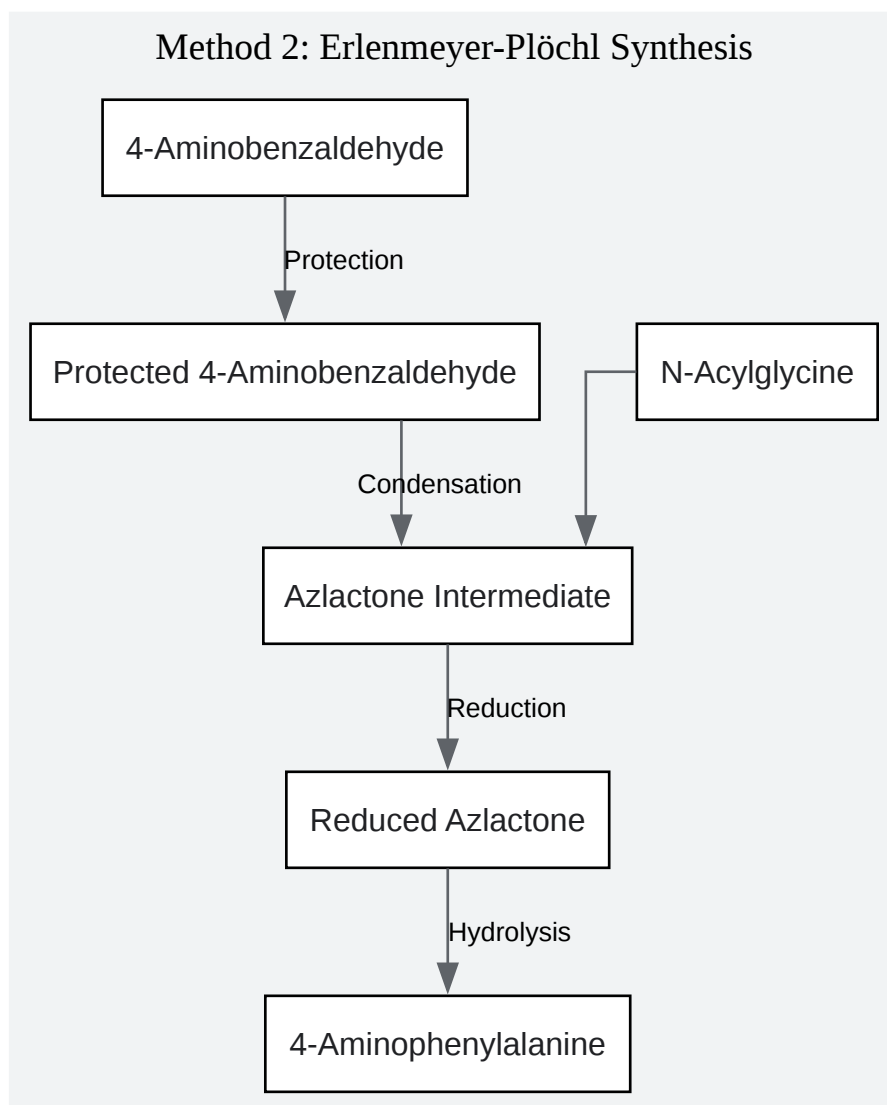 Method 2: Erlenmeyer-Plöchl Synthesis
4-Aminobenzaldehyde
Protection
Protected 4-Aminobenzaldehyde
N-Acylglycine
Condensation
Azlactone Intermediate
Reduction
Reduced Azlactone
Hydrolysis
4-Aminophenylalanine